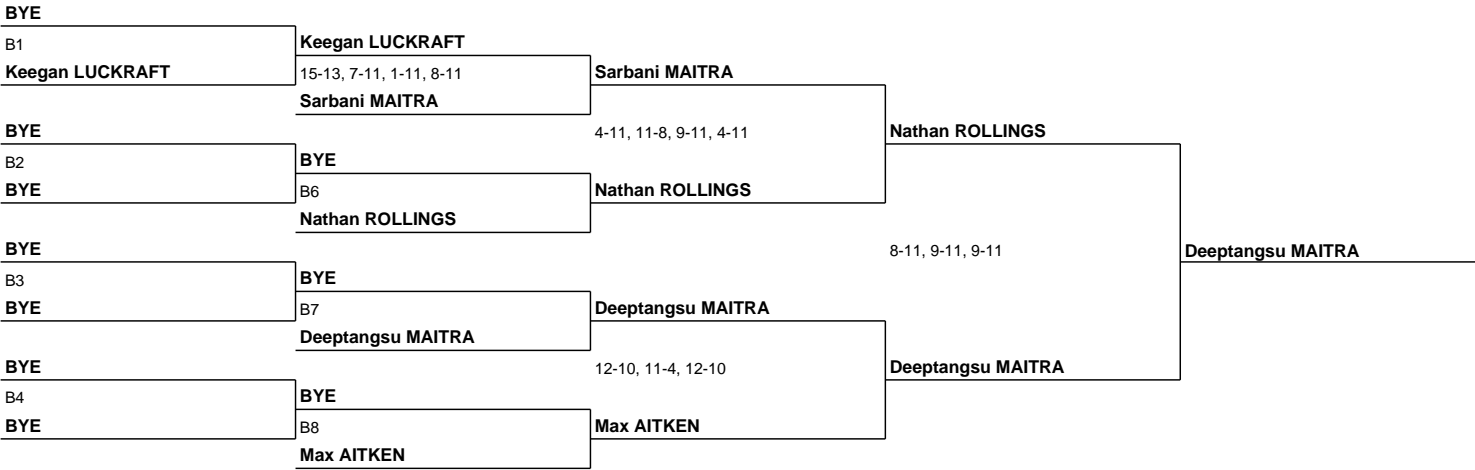 BYE
B1
Keegan LUCKRAFT
Keegan LUCKRAFT
15-13, 7-11, 1-11, 8-11
Sarbani MAITRA
Sarbani MAITRA
BYE
B2
BYE
BYE
B6
Nathan ROLLINGS
Nathan ROLLINGS
4-11, 11-8, 9-11, 4-11
Nathan ROLLINGS
BYE
B3
BYE
BYE
B7
Deeptangsu MAITRA
Deeptangsu MAITRA
BYE
B4
BYE
BYE
B8
Max AITKEN
Max AITKEN
12-10, 11-4, 12-10
Deeptangsu MAITRA
8-11, 9-11, 9-11
Deeptangsu MAITRA